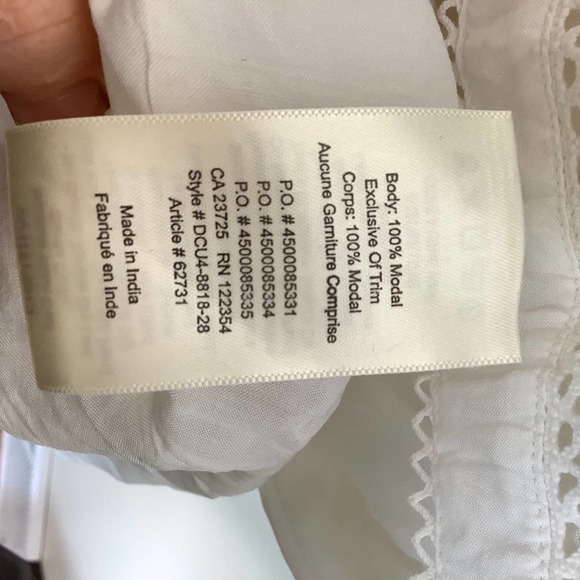 Body: 100% Modal
Exclusive Of Trim
Corps: 100% Modal
Aucune Garniture Comprise
P.O. # 4500085331
P.O. # 4500085334
P.O. # 4500085335
CA 23725 RN 122354
Style # DCU4-8818-28
Article # 62731
Made in India
Fabriqué en Inde